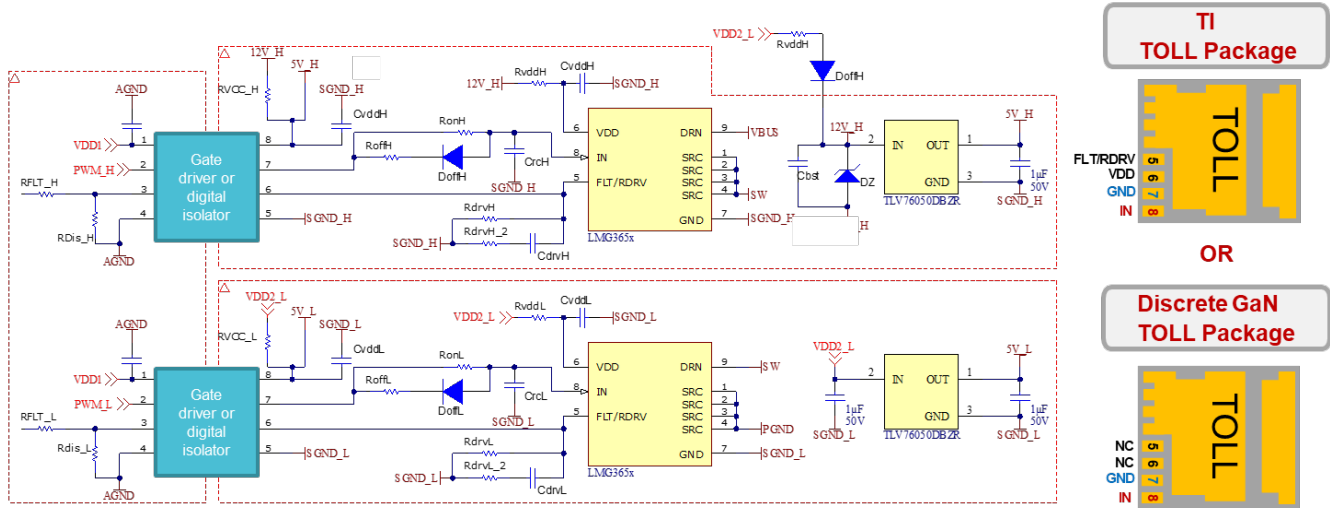 AGND
VDD1
PWM_H
RFLT_H
RDis_H
AGND
1
2
3
4
Gate
driver or
digital
isolator
8
7
6
5
12V_H
5V_H
RVCC_H
SGND_H
CvddH
SGND_H
RonH
RoffH
DoffH
CrcH
SGND_H
12V_H
RvddH
CvddH
SGND_H
RdrvH
RdrvH_2
SGND_H
CdrvH
6
8
5
VDD
IN
FLT/RDRV
DRN
SRC
SRC
SRC
SRC
GND
9
1
2
3
4
7
VBUS
SW
SGND_H
LMG365x
VDD2_L
RvddH
DoffH
12V_H
Cbst
DZ
_H
2
IN
OUT
GND
1
3
TLV76050DBZR
5V_H
1µF
50V
SGND_H
TI
TOLL Package
TOLL
FLT/RDRV
VDD
GND
IN
5
6
7
8
OR
AGND
VDD1
PWM_L
RFLT_L
Rdis_L
AGND
1
2
3
4
Gate
driver or
digital
isolator
8
7
6
5
VDD2_L
5V_L
RVCC_L
SGND_L
CvddL
SGND_L
RonL
RoffL
DoffL
CrcL
SGND_L
VDD2_L
RvddL
CvddL
SGND_L
RdrvL
RdrvL_2
SGND_L
CdrvL
6
8
5
VDD
IN
FLT/RDRV
DRN
SRC
SRC
SRC
SRC
GND
9
1
2
3
4
7
SW
PGND
SGND_L
LMG365x
VDD2_L
1µF
50V
SGND_L
2
IN
OUT
GND
1
3
TLV76050DBZR
5V_L
1µF
50V
SGND_L
Discrete GaN
TOLL Package
TOLL
NC
NC
GND
IN
5
6
7
8